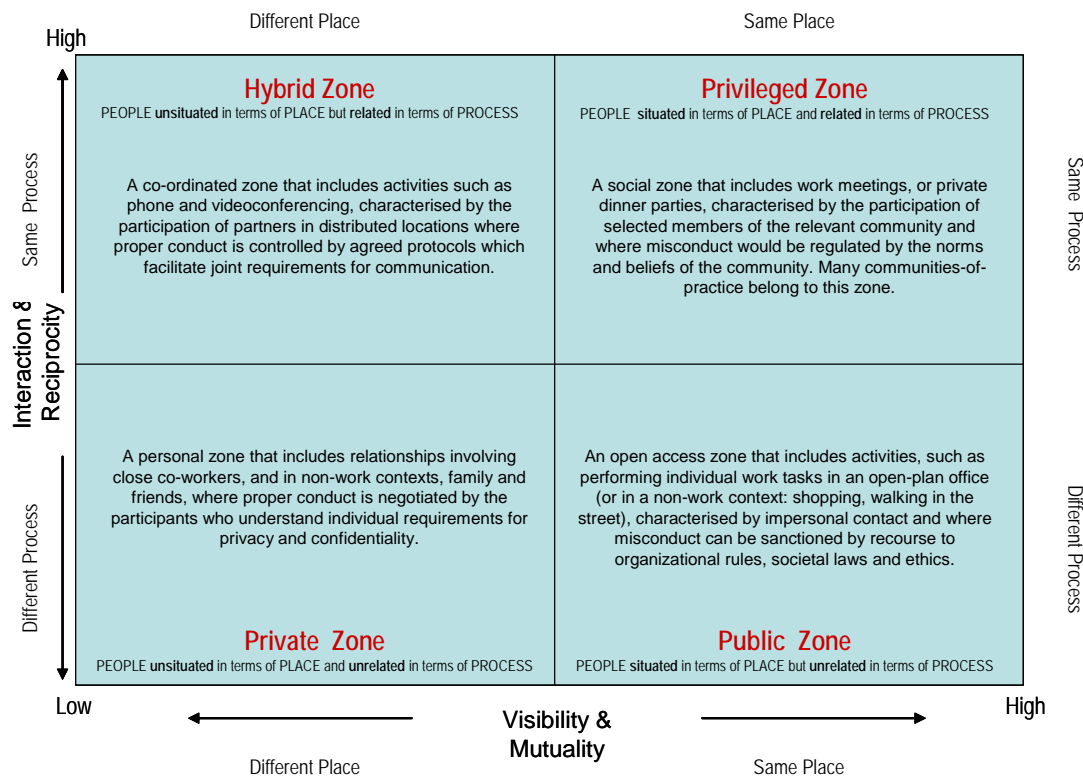 Different Place
Same Place
High
Hybrid Zone
PEOPLE unsituated in terms of PLACE but related in terms of PROCESS
A co-ordinated zone that includes activities such as
phone and videoconferencing, characterised by the
participation of partners in distributed locations where
proper conduct is controlled by agreed protocols which
facilitate joint requirements for communication.
Privileged Zone
PEOPLE situated in terms of PLACE and related in terms of PROCESS
A social zone that includes work meetings, or private
dinner parties, characterised by the participation of
selected members of the relevant community and
where misconduct would be regulated by the norms
and beliefs of the community. Many communities-of-
practice belong to this zone.
Same Process
Same Process
Interaction &
Reciprocity
A personal zone that includes relationships involving
close co-workers, and in non-work contexts, family and
friends, where proper conduct is negotiated by the
participants who understand individual requirements for
privacy and confidentiality.
Private Zone
PEOPLE unsituated in terms of PLACE and unrelated in terms of PROCESS
An open access zone that includes activities, such as
performing individual work tasks in an open-plan office
(or in a non-work context: shopping, walking in the
street), characterised by impersonal contact and where
misconduct can be sanctioned by recourse to
organizational rules, societal laws and ethics.
Public Zone
PEOPLE situated in terms of PLACE but unrelated in terms of PROCESS
Different Process
Different Process
Low
Visibility &
Mutuality
High
Different Place
Same Place